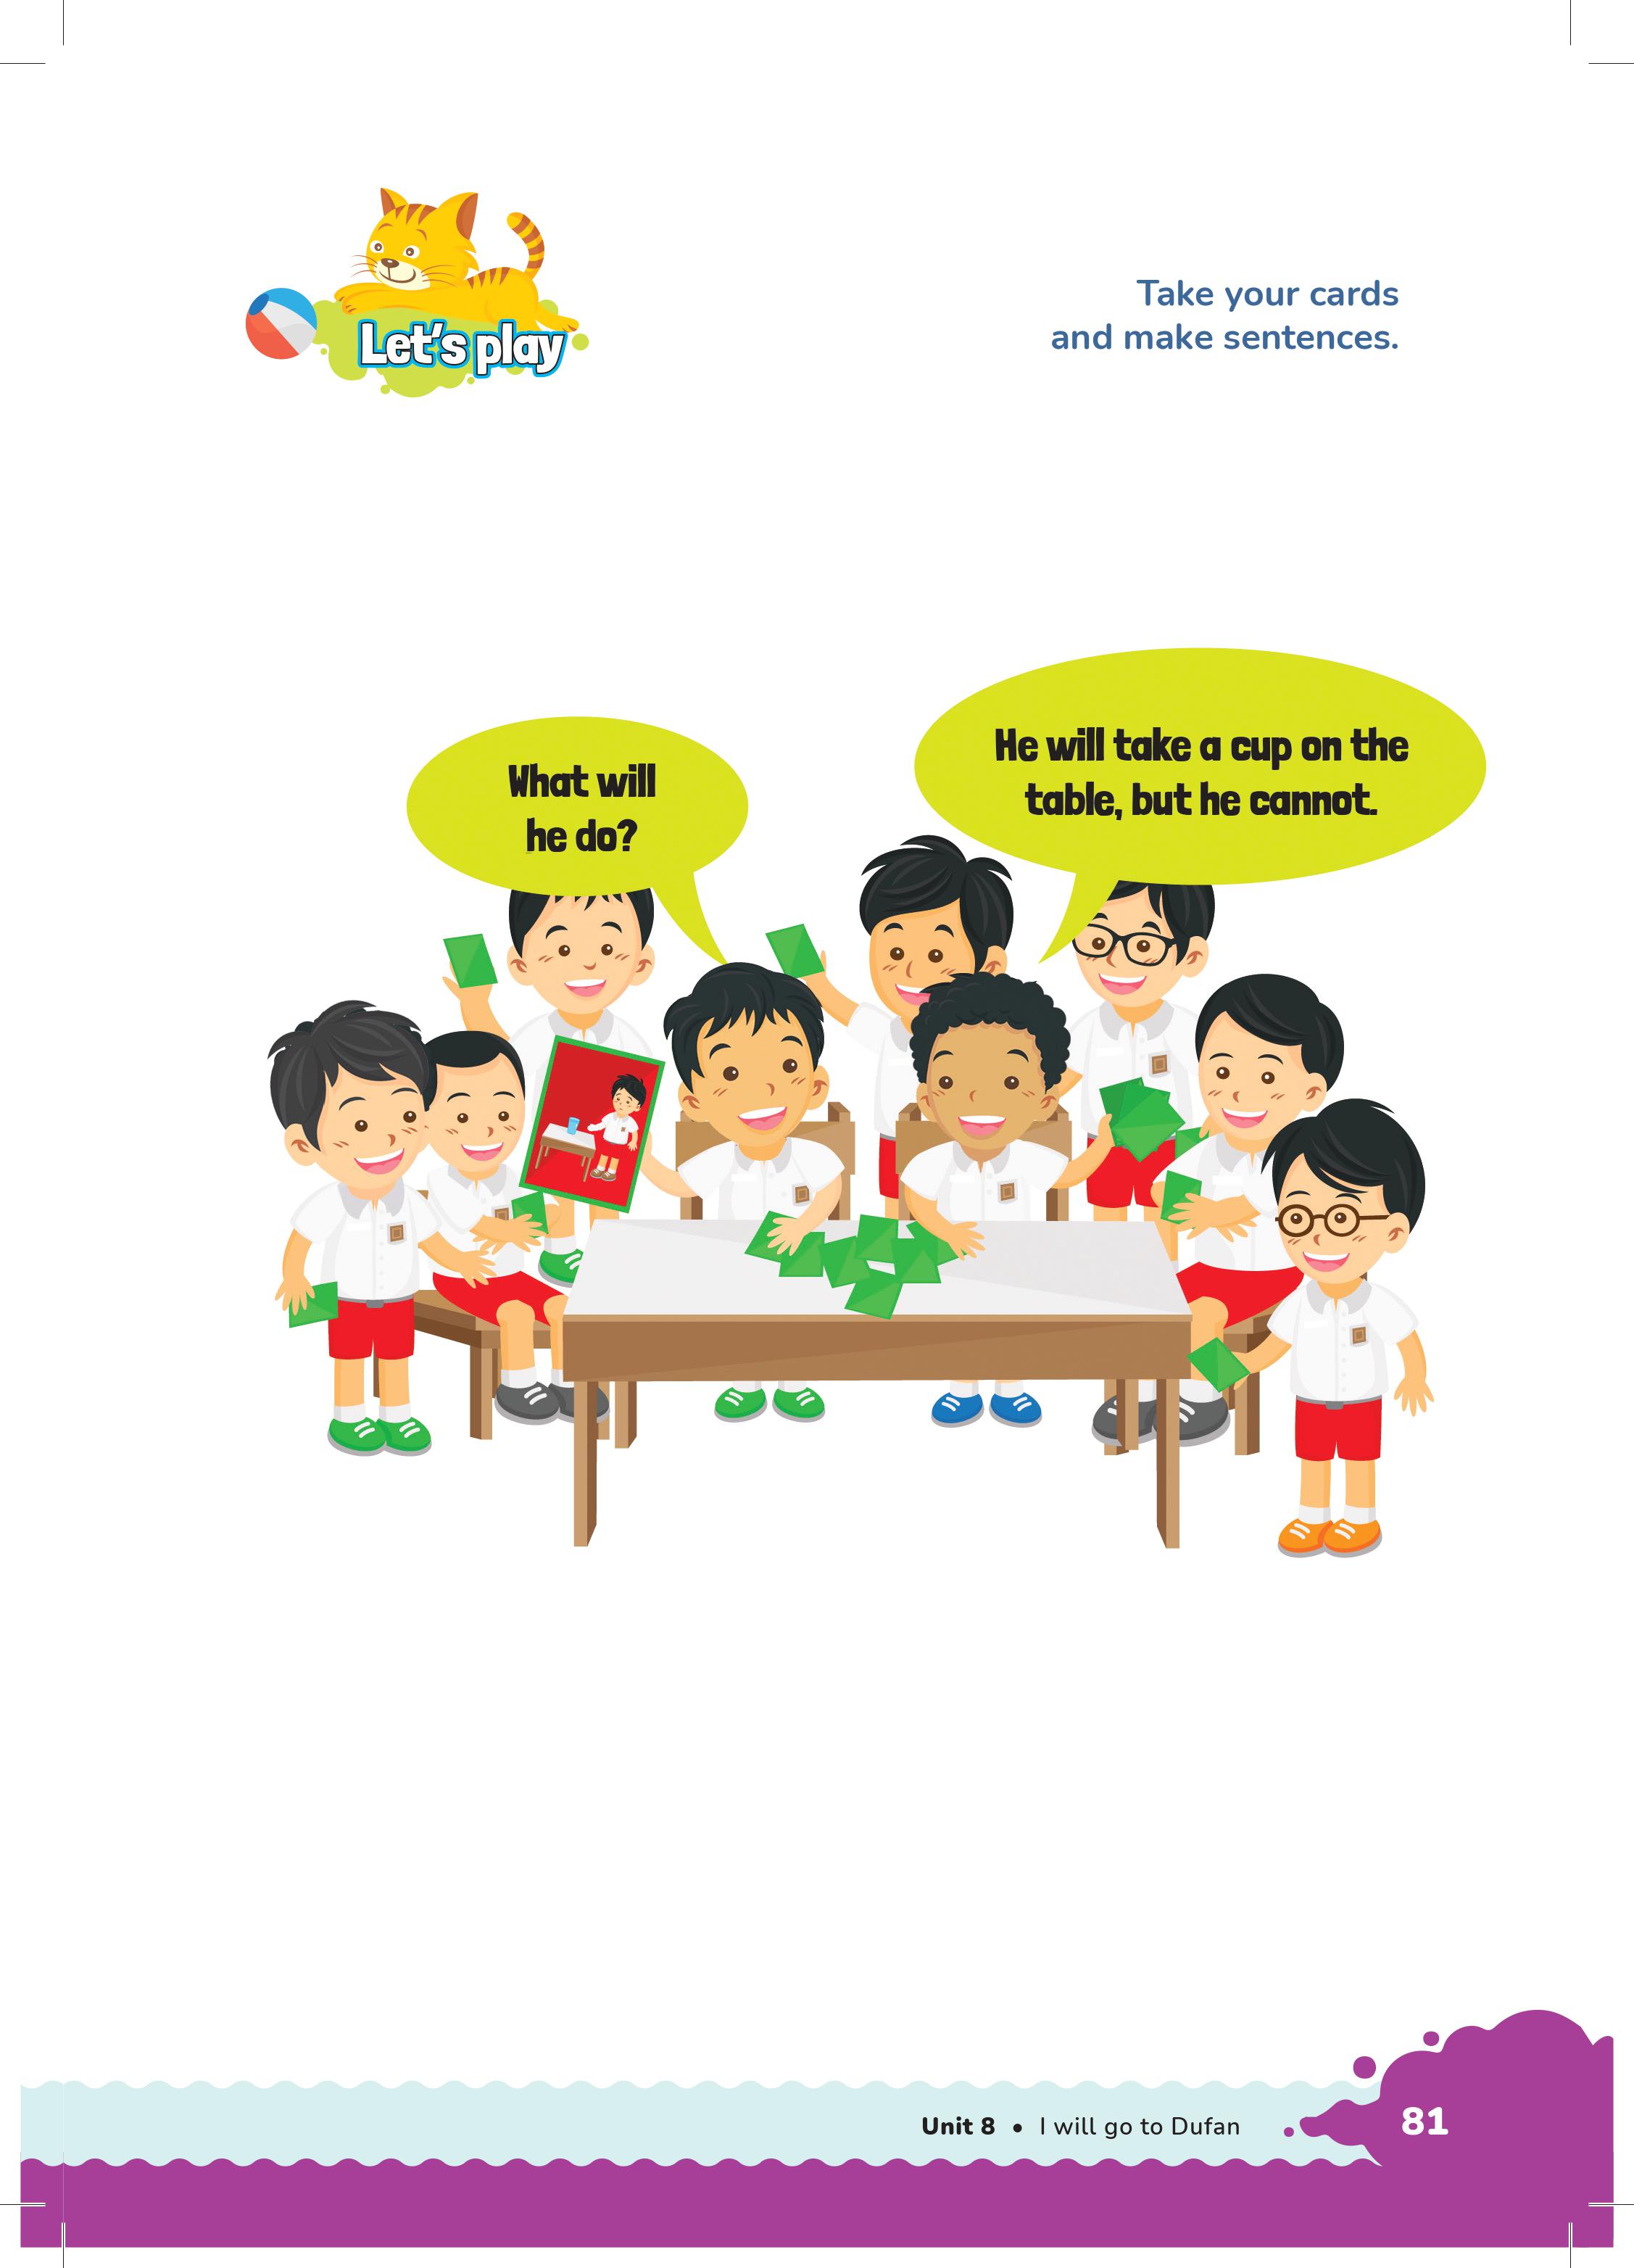 Let's play
Take your cards
and make sentences.
What will
he do?
He will take a cup on the
table, but he cannot.
Unit 8 • I will go to Dufan
81